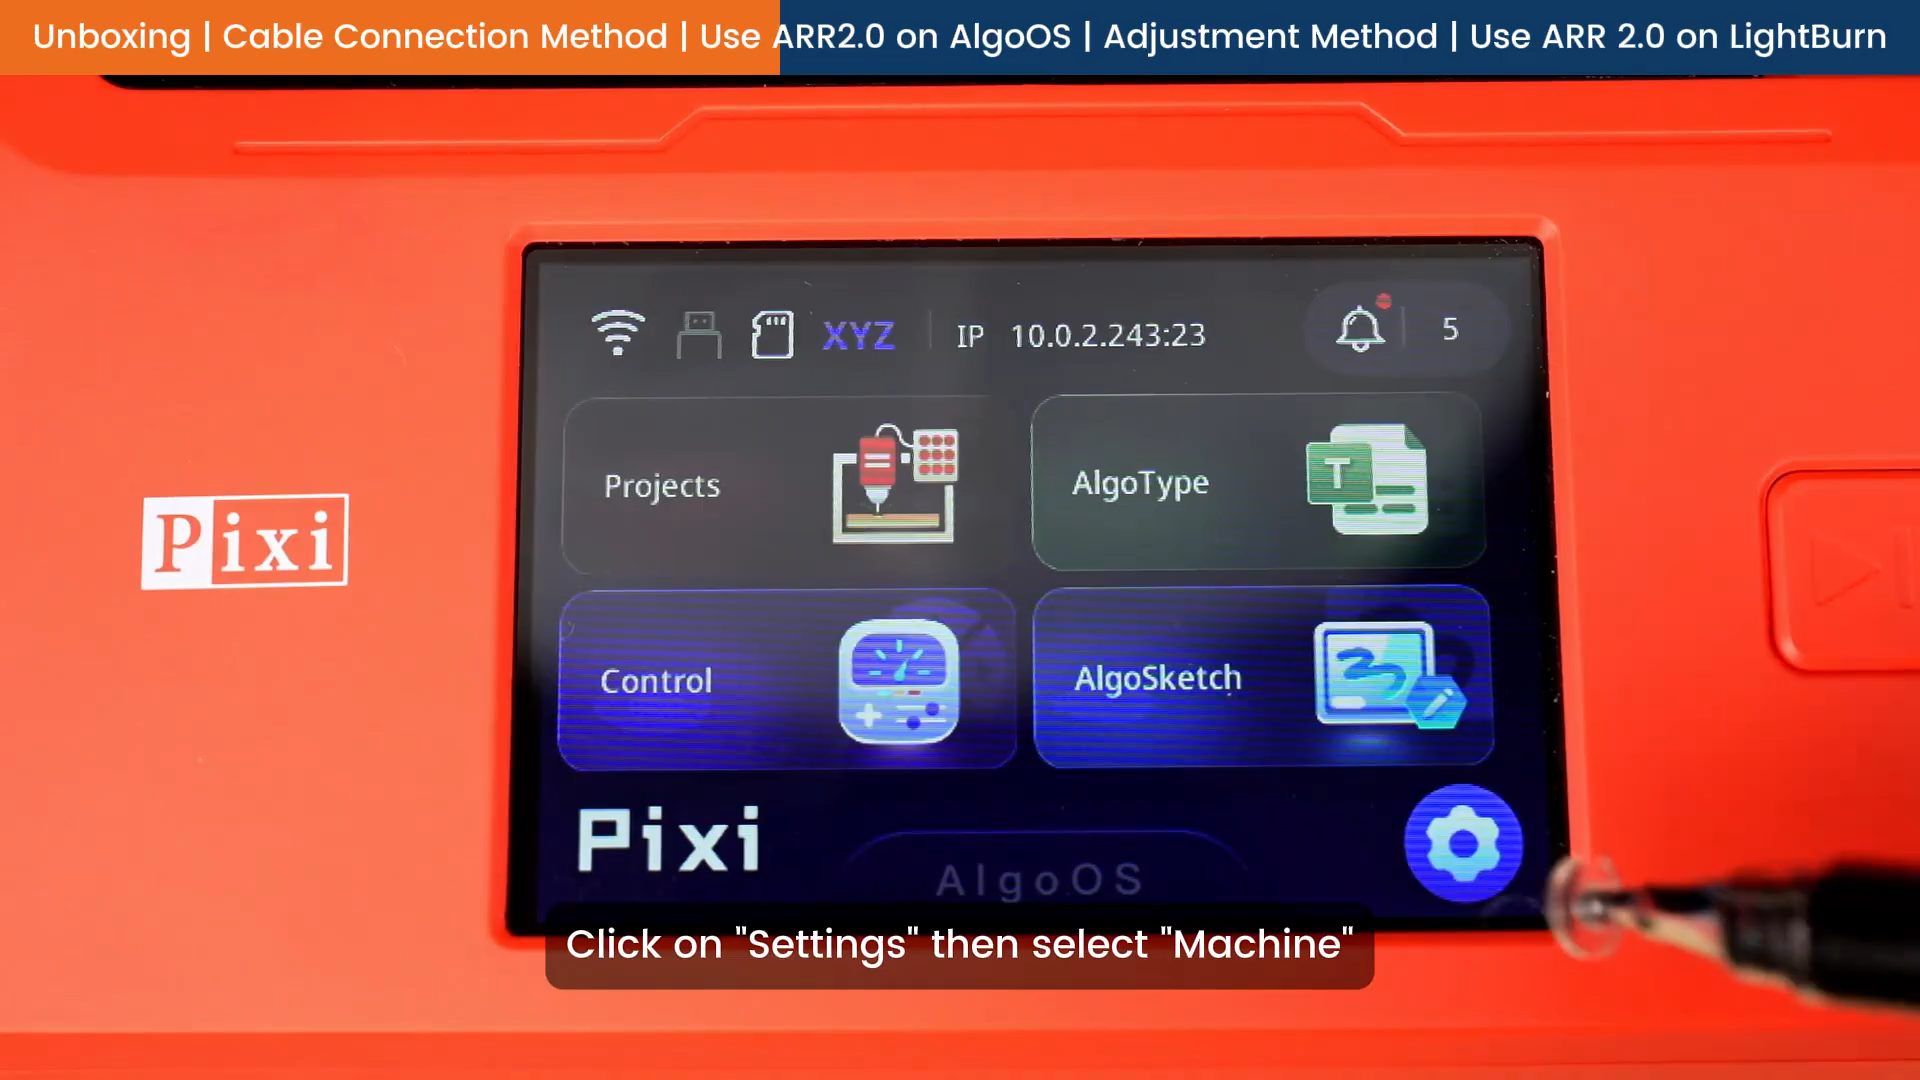 Unboxing | Cable Connection Method | Use ARR2.0 on AlgoOS | Adjustment Method | Use ARR 2.0 on LightBurn
XYZ IP 10.0.2.243:23 5
Projects
T
AlgoType
Pixi
Control
AlgoSketch
Pixi
AlgoOS
Click on "Settings" then select "Machine"